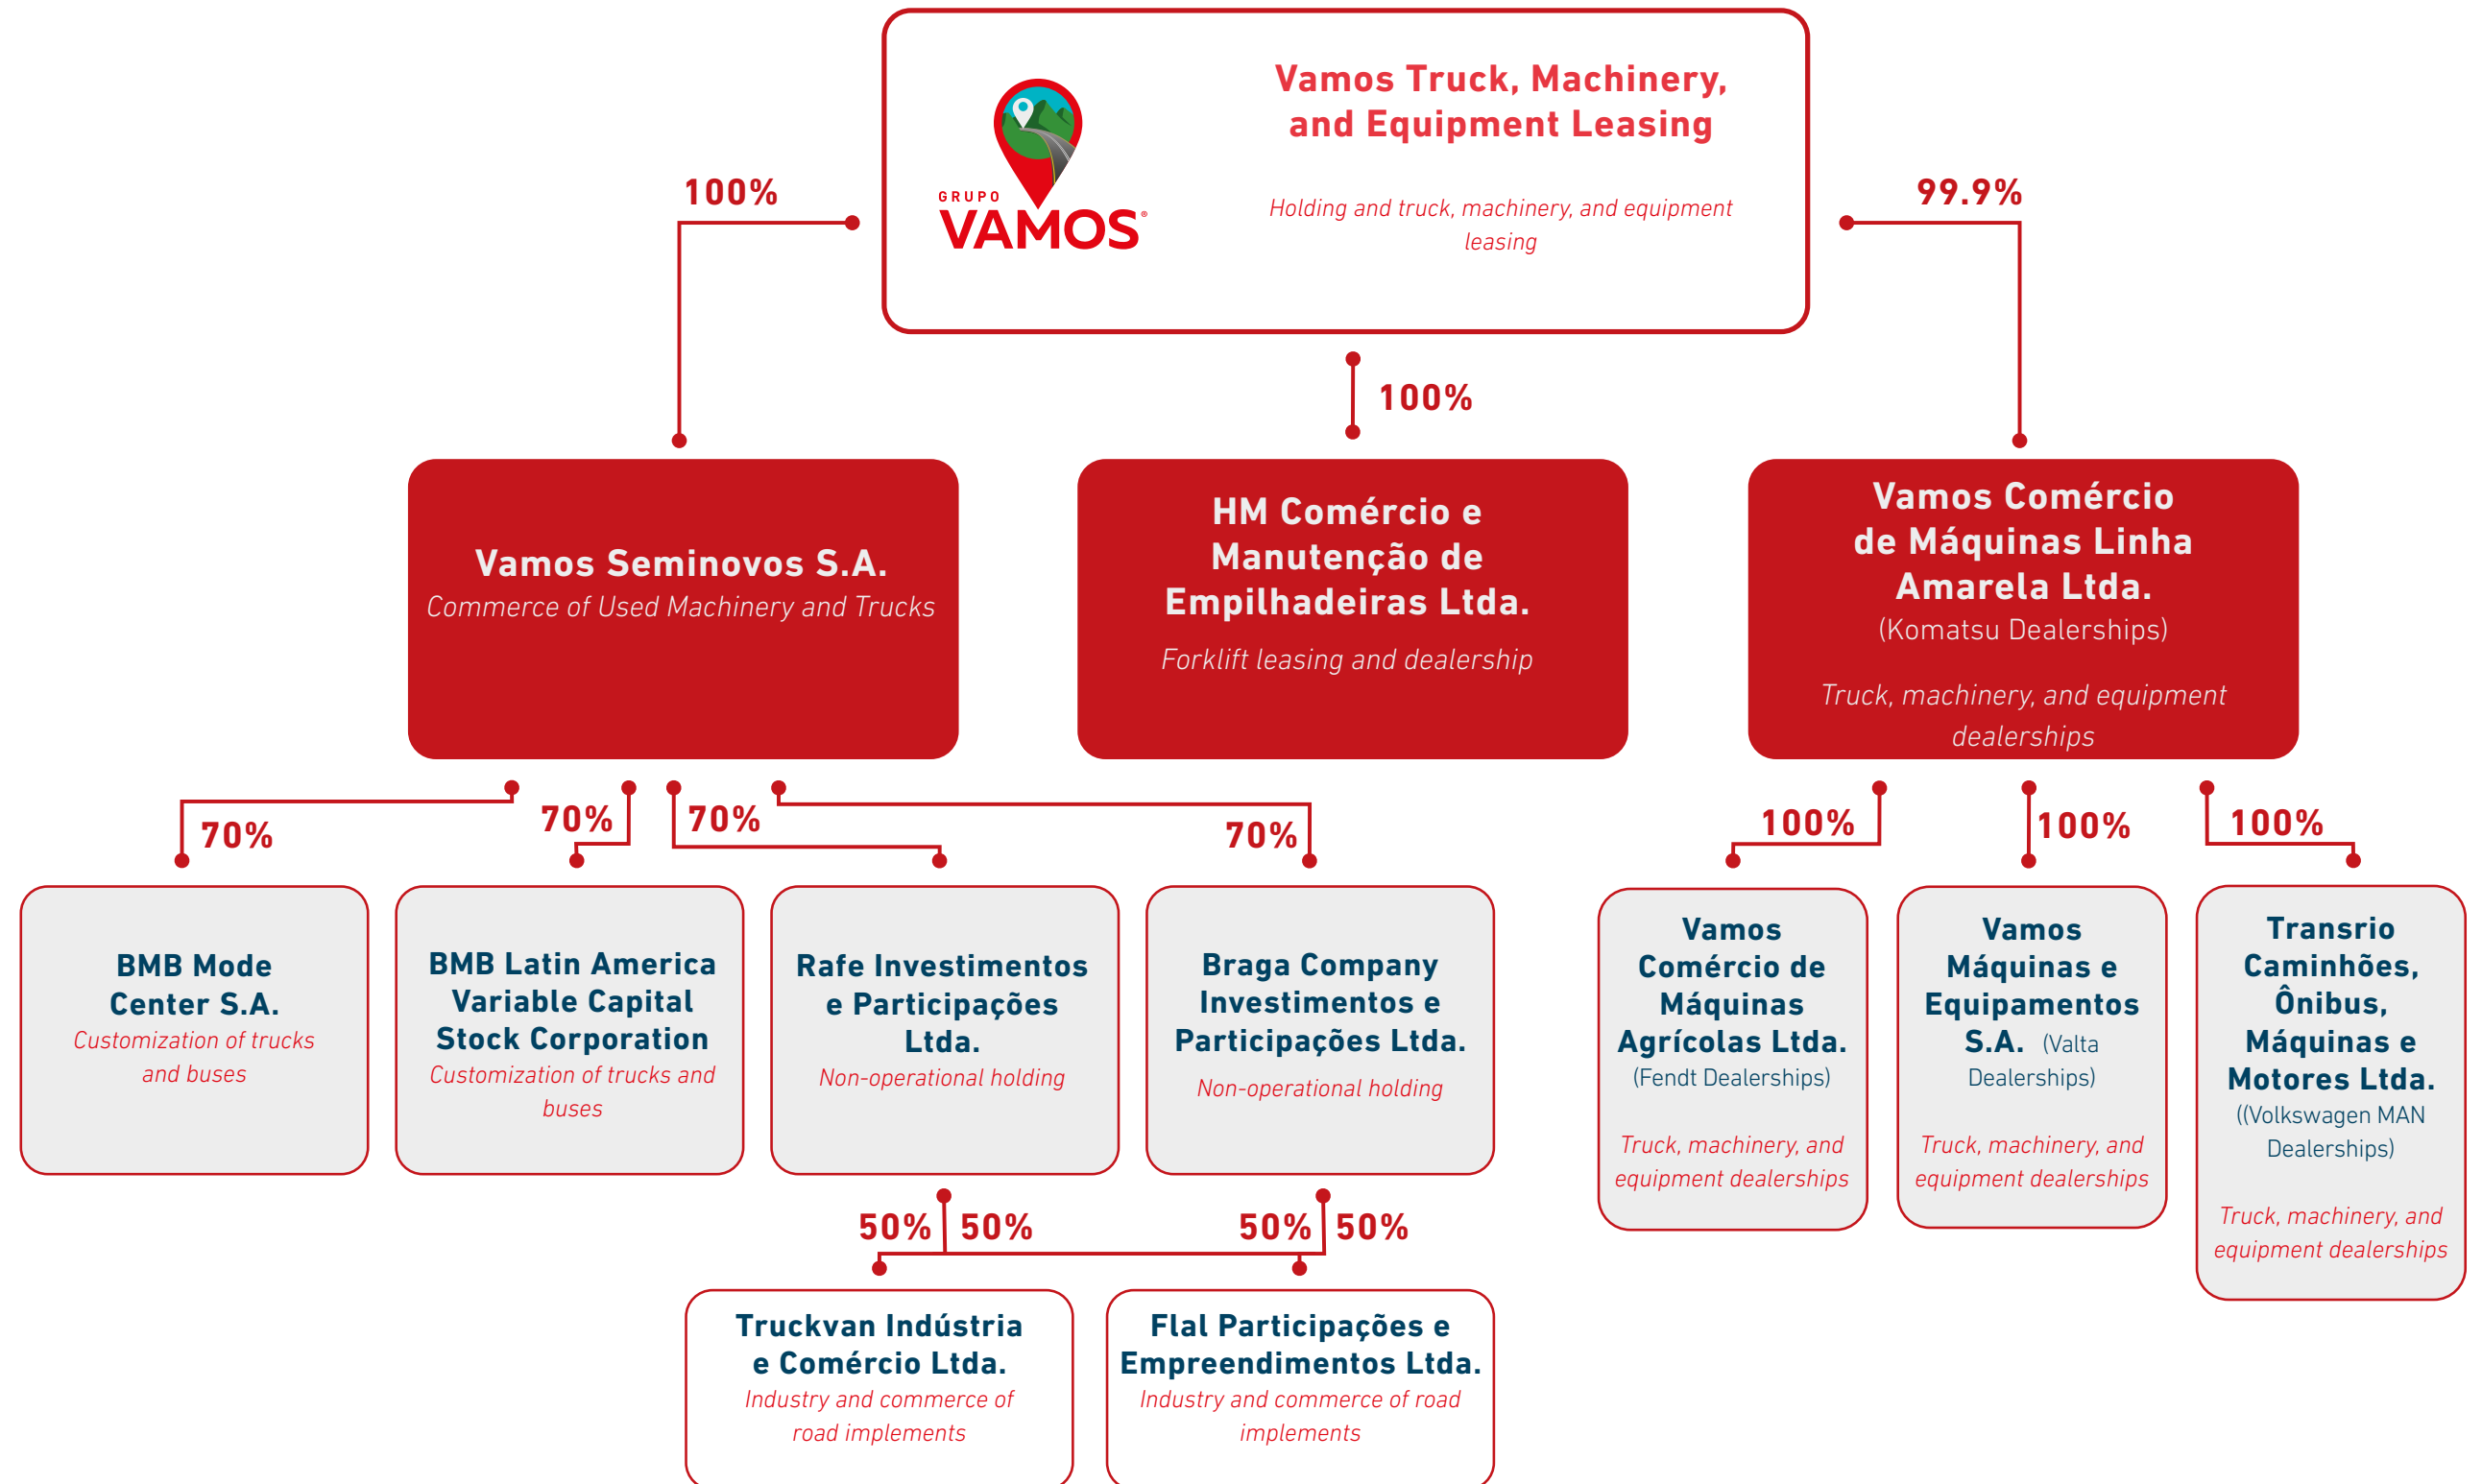 Vamos Truck, Machinery,
and Equipment Leasing
Holding and truck, machinery, and equipment
leasing
GRUPO
VAMOS®
100%
99.9%
100%
Vamos Seminovos S.A.
Commerce of Used Machinery and Trucks
HM Comércio e
Manutenção de
Empilhadeiras Ltda.
Forklift leasing and dealership
Vamos Comércio
de Máquinas Linha
Amarela Ltda.
(Komatsu Dealerships)
Truck, machinery, and equipment
dealerships
70%
70%
70%
70%
100%
100%
100%
BMB Mode
Center S.A.
Customization of trucks
and buses
BMB Latin America
Variable Capital
Stock Corporation
Customization of trucks and
buses
Rafe Investimentos
e Participações
Ltda.
Non-operational holding
Braga Company
Investimentos e
Participações Ltda.
Non-operational holding
Vamos
Comércio de
Máquinas
Agrícolas Ltda.
(Fendt Dealerships)
Truck, machinery, and
equipment dealerships
Vamos
Máquinas e
Equipamentos
S.A. (Valta
Dealerships)
Truck, machinery, and
equipment dealerships
Transrio
Caminhões,
Ônibus,
Máquinas e
Motores Ltda.
((Volkswagen MAN
Dealerships)
Truck, machinery, and
equipment dealerships
50% 50%
50% 50%
Truckvan Indústria
e Comércio Ltda.
Industry and commerce of
road implements
Flal Participações e
Empreendimentos Ltda.
Industry and commerce of road
implements